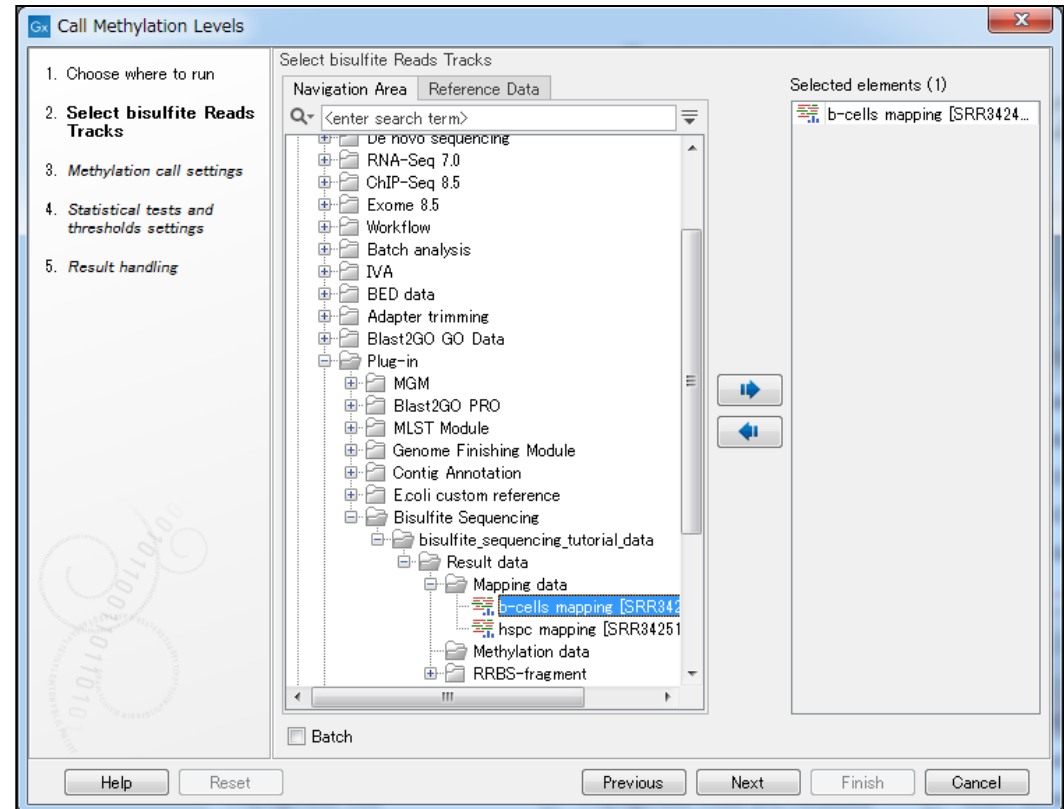 Gx Call Methylation Levels
1. Choose where to run
2. Select bisulfite Reads
Tracks
3. Methylation call settings
4. Statistical tests and
thresholds settings
5. Result handling
Select bisulfite Reads Tracks
Navigation Area Reference Data
<enter search term>
De novo sequencing
RNA-Seq 7.0
ChIP-Seq 8.5
Exome 8.5
Workflow
Batch analysis
IVA
BED data
Adapter trimming
Blast2GO GO Data
Plug-in
MGM
Blast2GO PRO
MLST Module
Genome Finishing Module
Contig Annotation
E.coli custom reference
Bisulfite Sequencing
bisulfite_sequencing_tutorial_data
Result data
Mapping data
b-cells mapping [SRR342
hspc mapping [SRR34251
Methylation data
RRBS-fragment
Batch
Selected elements (1)
b-cells mapping [SRR3424...
Help Reset Previous Next Finish Cancel